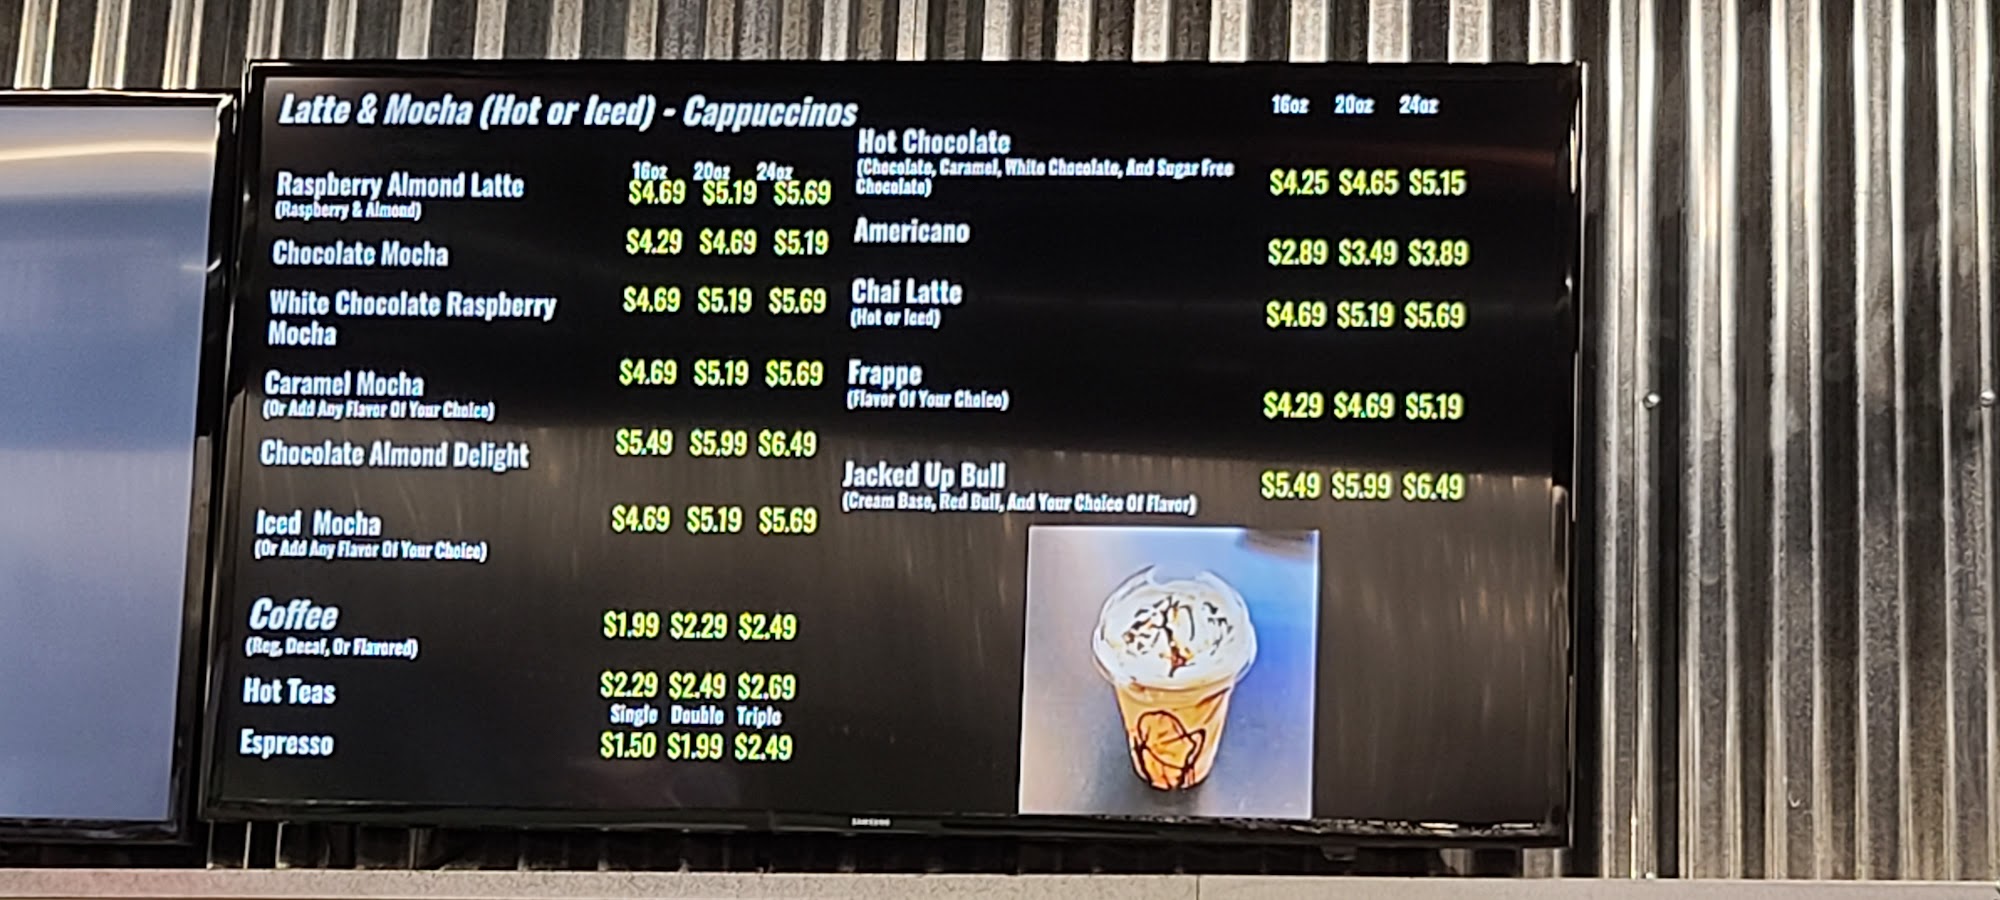 Latte & Mocha (Hot or Iced) - Cappuccinos
16oz 20oz 24oz
Raspberry Almond Latte $4.69 $5.19 $5.69
(Raspberry & Almond)
Chocolate Mocha $4.29 $4.69 $5.19
White Chocolate Raspberry $4.69 $5.19 $5.69
Mocha
Caramel Mocha $4.69 $5.19 $5.69
(Or Add Any Flavor Of Your Choice)
Chocolate Almond Delight $5.49 $5.99 $6.49
Iced Mocha $4.69 $5.19 $5.69
(Or Add Any Flavor Of Your Choice)
Coffee $1.99 $2.29 $2.49
(Reg, Decaf, Or Flavored)
Hot Teas $2.29 $2.49 $2.69
Single Double Triple
Espresso $1.50 $1.99 $2.49
16oz 20oz 24oz
Hot Chocolate
(Chocolate, Caramel, White Chocolate, And Sugar Free
Chocolate) $4.25 $4.65 $5.15
Americano $2.89 $3.49 $3.89
Chai Latte $4.69 $5.19 $5.69
(Hot or Iced)
Frappe $4.29 $4.69 $5.19
(Flavor Of Your Choice)
Jacked Up Bull $5.49 $5.99 $6.49
(Cream Base, Red Bull, And Your Choice Of Flavor)
SAMSUNG